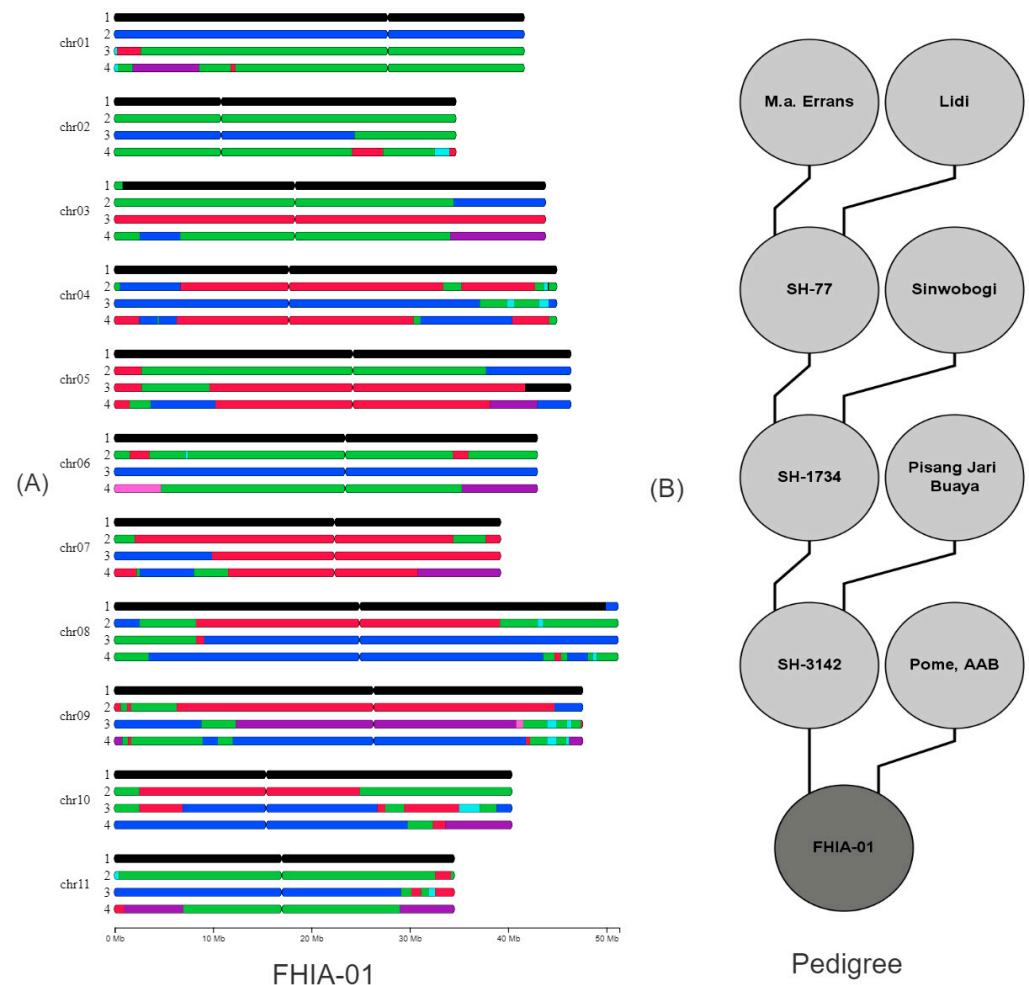 chr01
1
2
3
4
chr02
1
2
3
4
chr03
1
2
3
4
chr04
1
2
3
4
chr05
1
2
3
4
chr06
1
2
3
4
chr07
1
2
3
4
chr08
1
2
3
4
chr09
1
2
3
4
chr10
1
2
3
4
chr11
1
2
3
4
0 Mb 10 Mb 20 Mb 30 Mb 40 Mb 50 Mb
(A)
FHIA-01
(B)
M.a. Errans
Lidi
SH-77
Sinwobogi
SH-1734
Pisang Jari
Buaya
SH-3142
Pome, AAB
FHIA-01
Pedigree